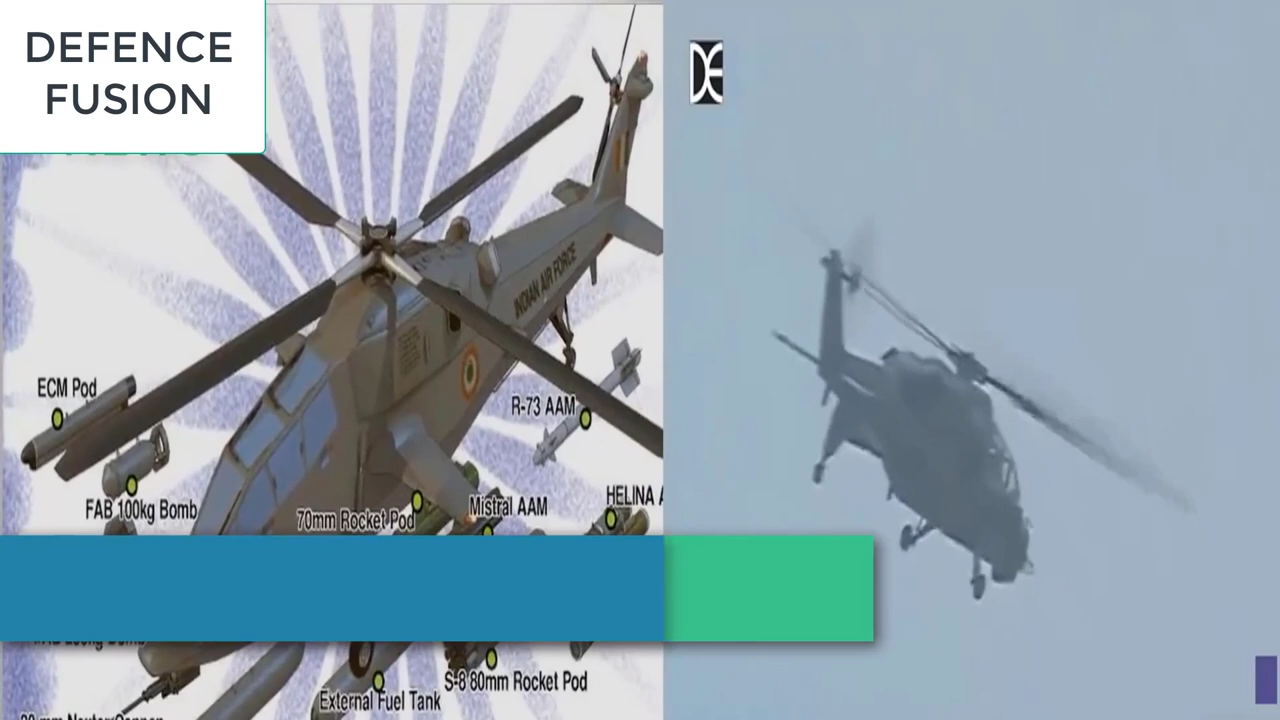 DEFENCE
FUSION
INDIAN AIR FORCE
ECM Pod
R-73 AAM
FAB 100kg Bomb
70mm Rocket Pod
Mistral AAM
HELINA
S-8 80mm Rocket Pod
External Fuel Tank